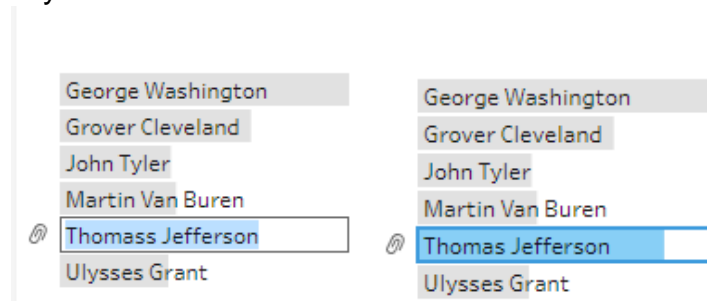 George Washington
Grover Cleveland
John Tyler
Martin Van Buren
Thomass Jefferson
Ulysses Grant
George Washington
Grover Cleveland
John Tyler
Martin Van Buren
Thomas Jefferson
Ulysses Grant